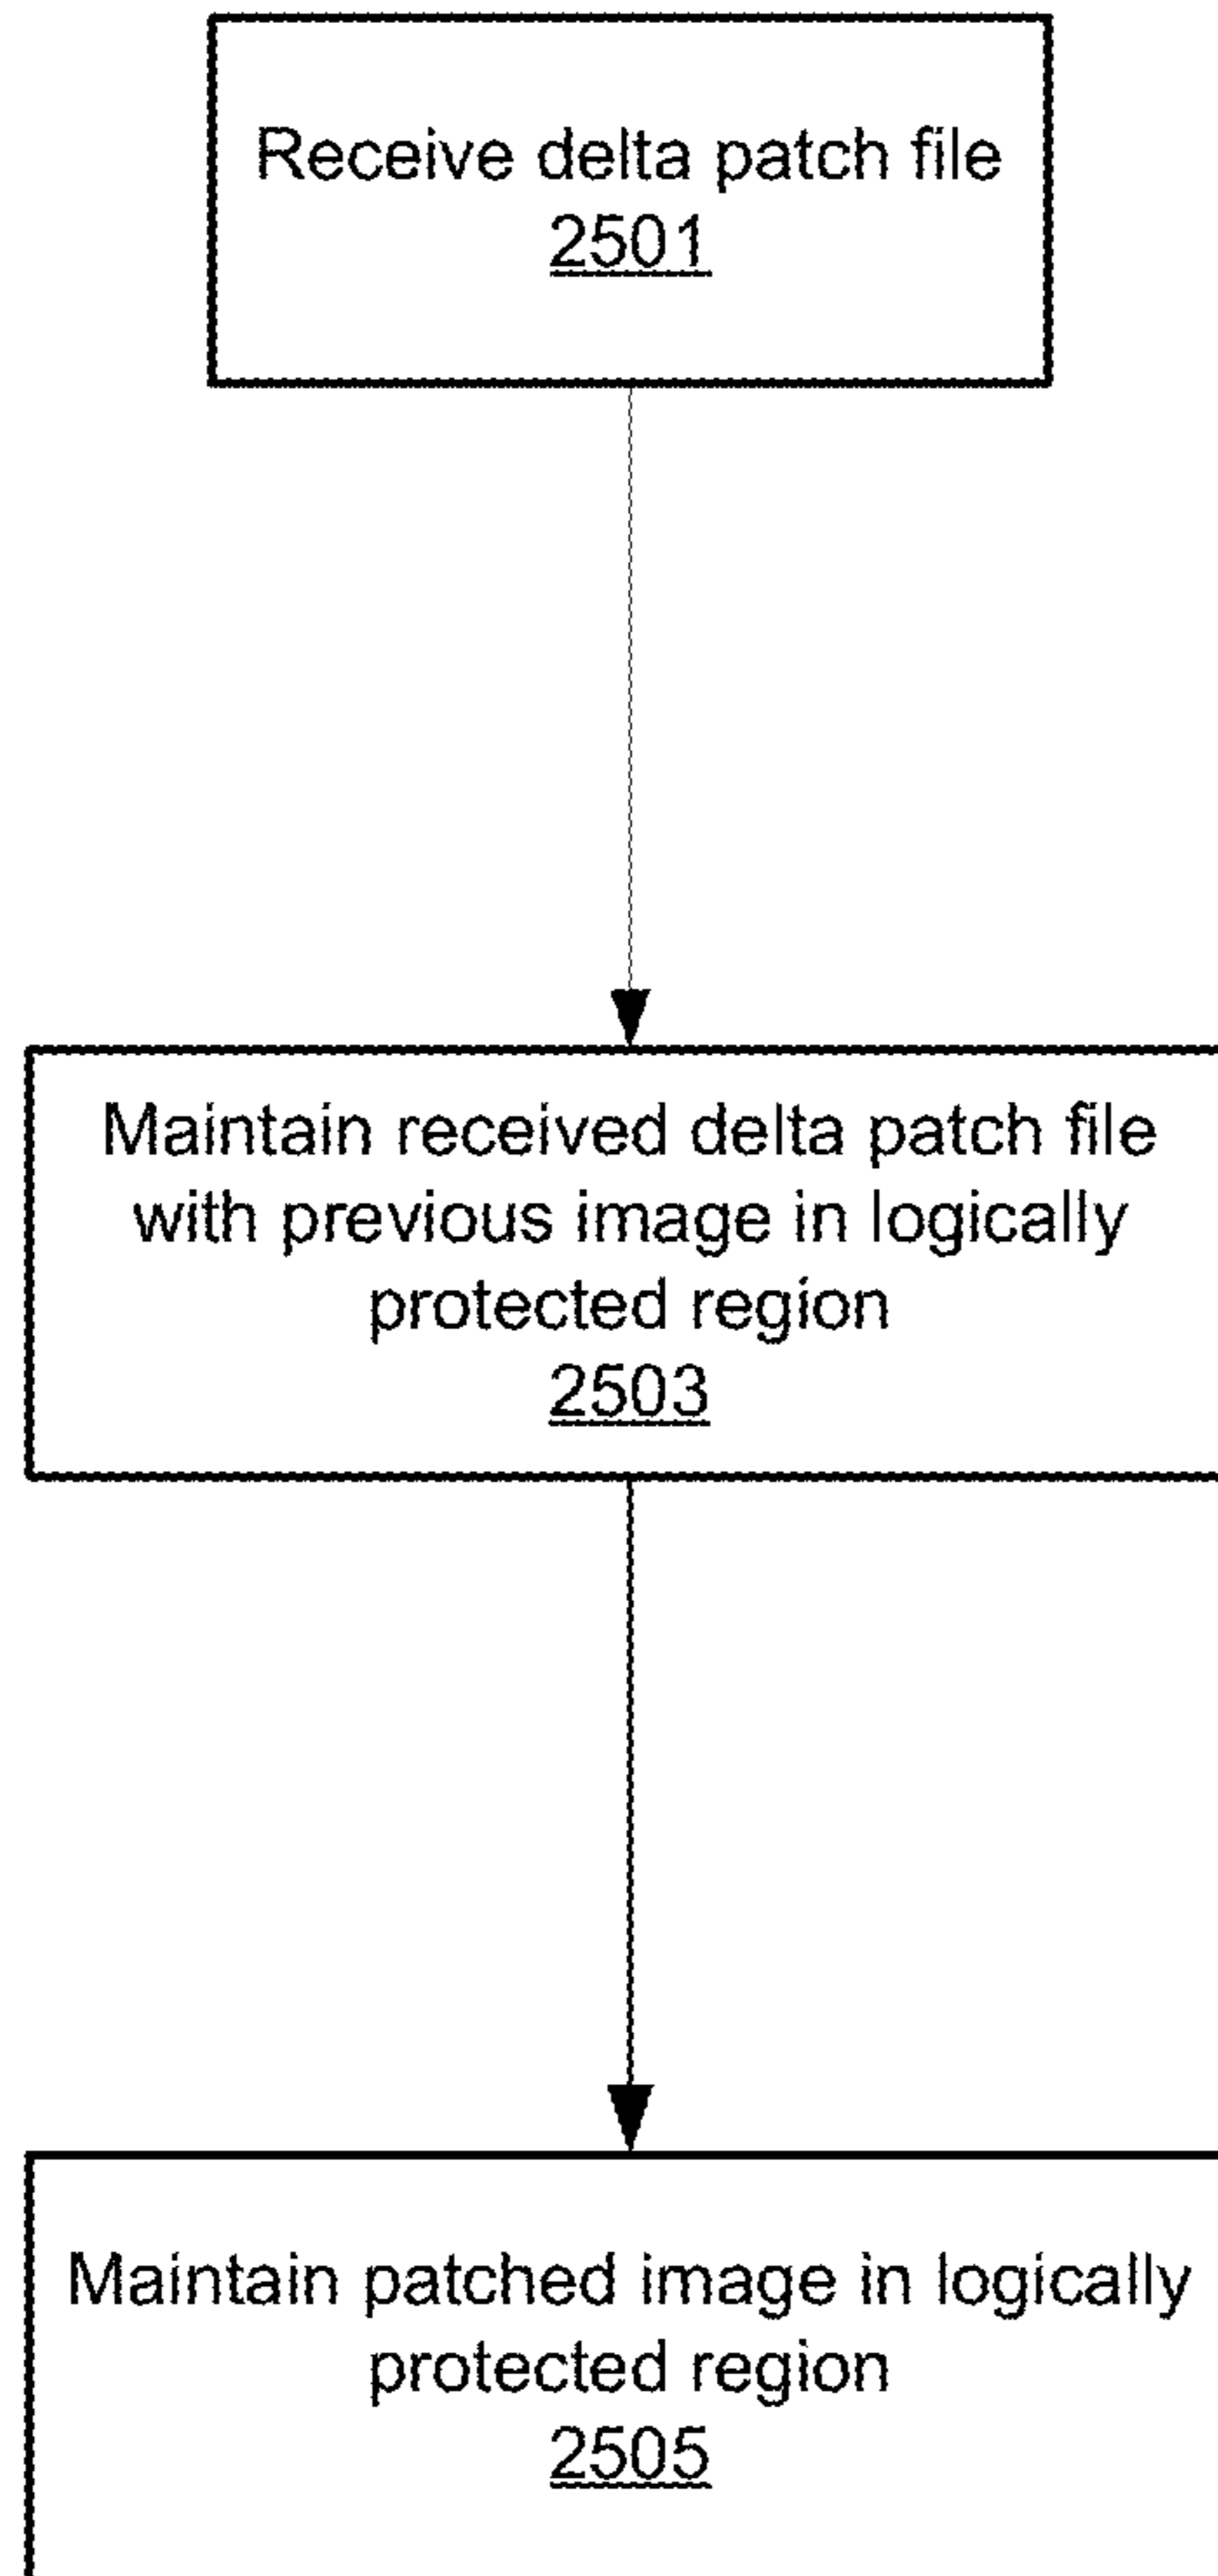 Receive delta patch file
2501
Maintain received delta patch file
with previous image in logically
protected region
2503
Maintain patched image in logically
protected region
2505